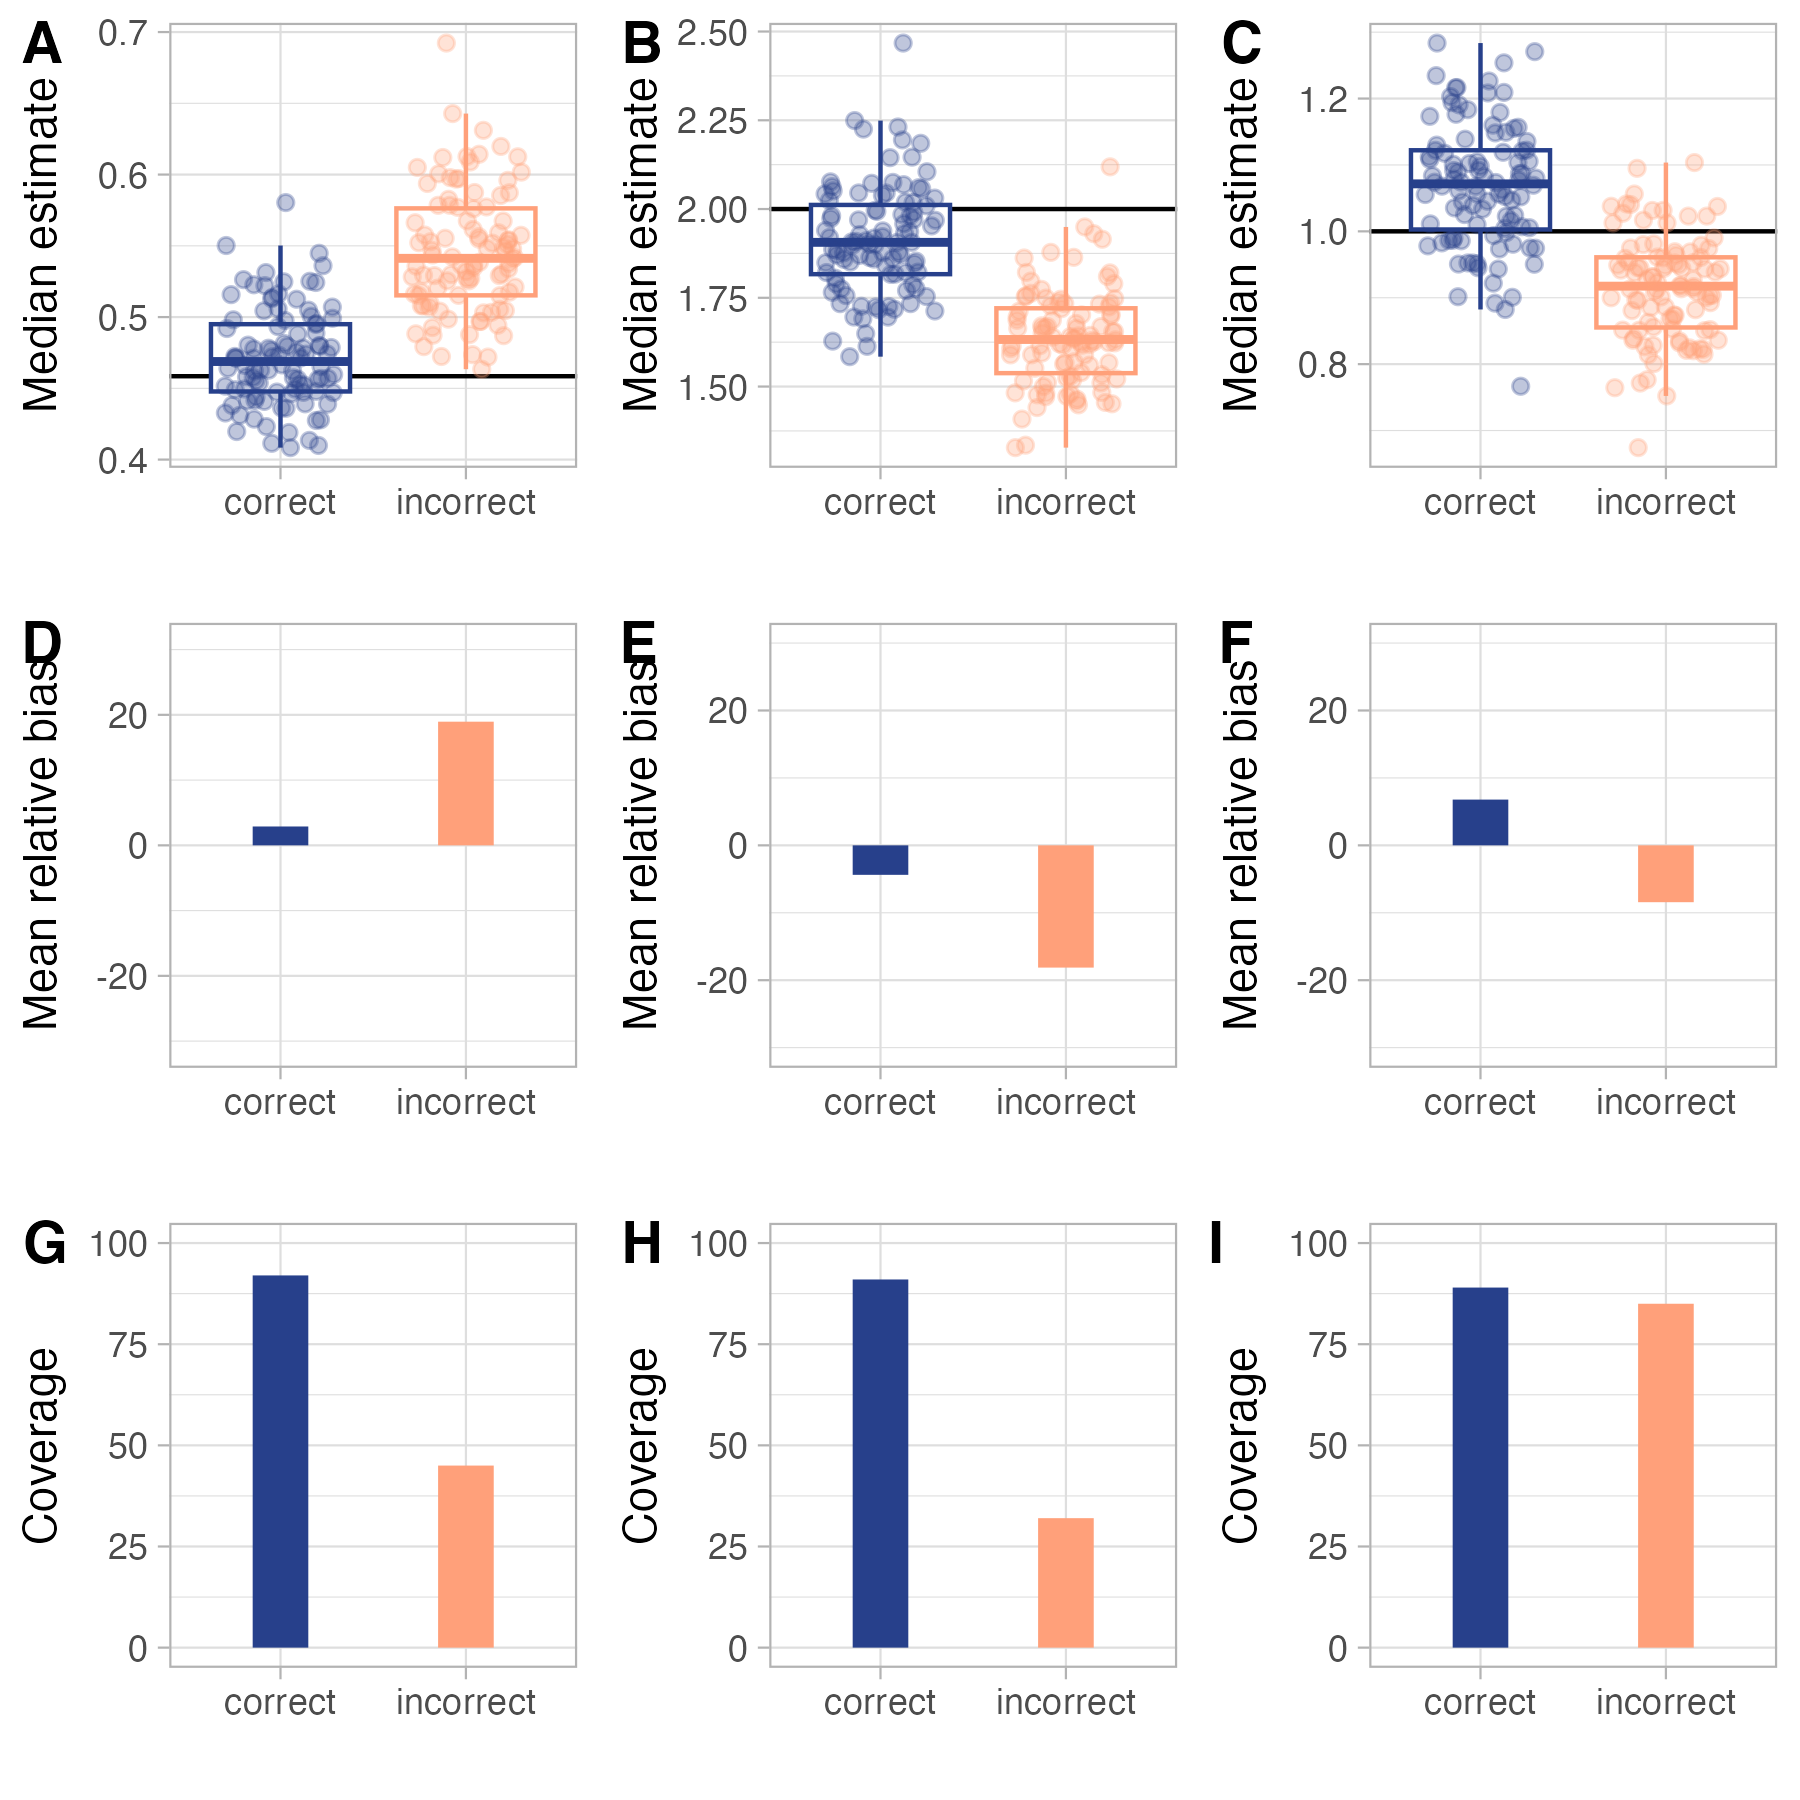 A
Median estimate
0.7
0.6
0.5
0.4
correct incorrect
B
Median estimate
2.50
2.25
2.00
1.75
1.50
correct incorrect
C
Median estimate
1.2
1.0
0.8
correct incorrect
D
Mean relative bias
20
0
-20
correct incorrect
E
Mean relative bias
20
0
-20
correct incorrect
F
Mean relative bias
20
0
-20
correct incorrect
G
Coverage
100
75
50
25
0
correct incorrect
H
Coverage
100
75
50
25
0
correct incorrect
I
Coverage
100
75
50
25
0
correct incorrect